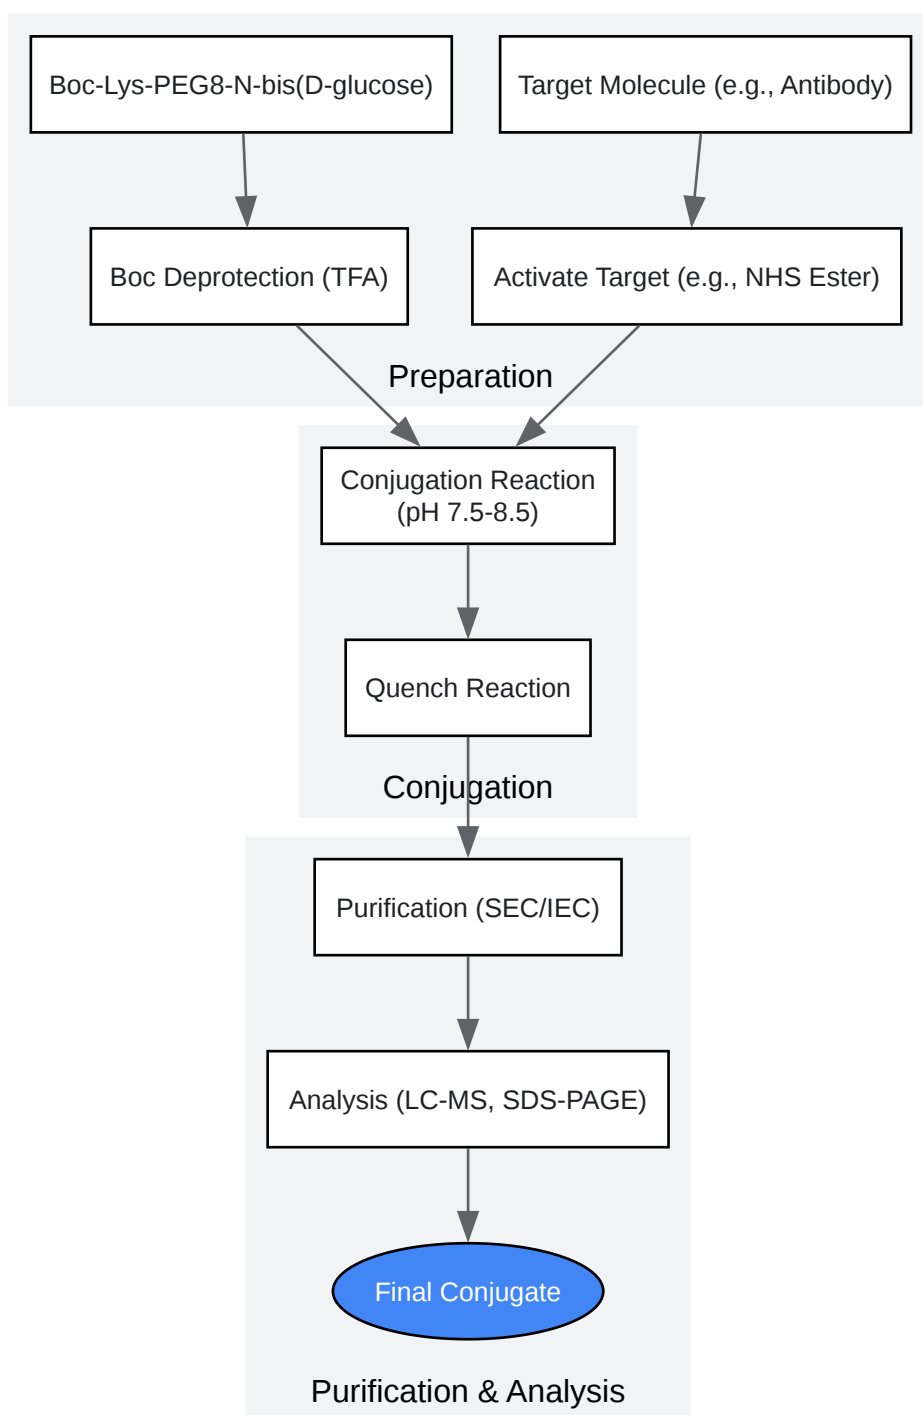 Boc-Lys-PEG8-N-bis(D-glucose)
Target Molecule (e.g., Antibody)
Boc Deprotection (TFA)
Activate Target (e.g., NHS Ester)
Preparation
Conjugation Reaction
(pH 7.5-8.5)
Quench Reaction
Conjugation
Purification (SEC/IEC)
Analysis (LC-MS, SDS-PAGE)
Final Conjugate
Purification & Analysis